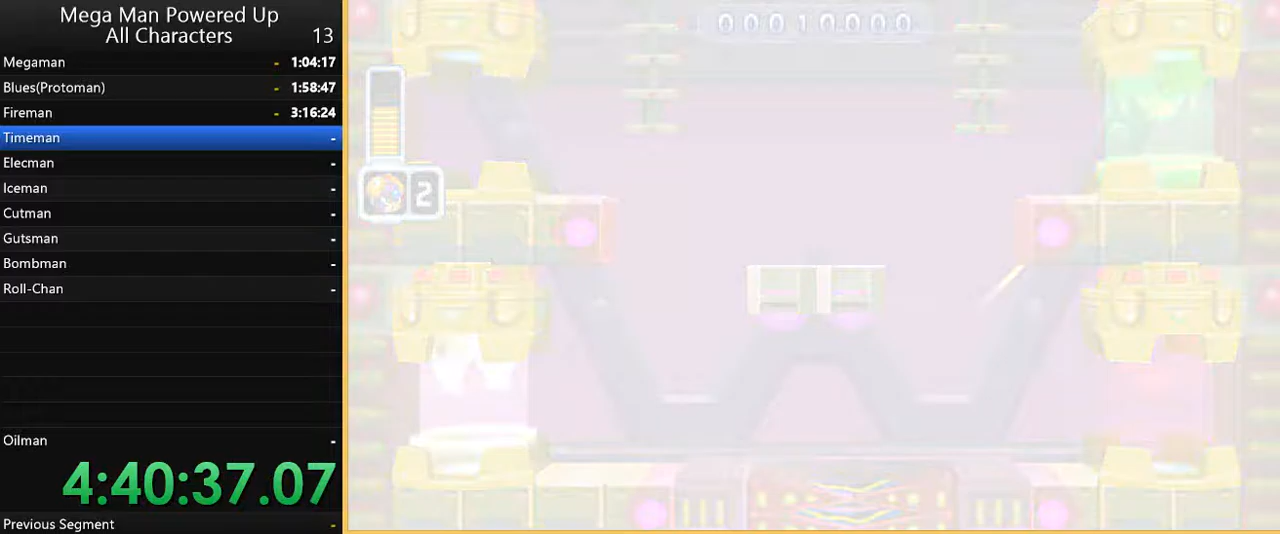 Mega Man Powered Up
All Characters 13
Megaman - 1:04:17
Blues(Protoman) - 1:58:47
Fireman - 3:16:24
Timeman -
Elecman -
Iceman -
Cutman -
Gutsman -
Bombman -
Roll-Chan -
Oilman -
4:40:37.07
Previous Segment -
00010000
2